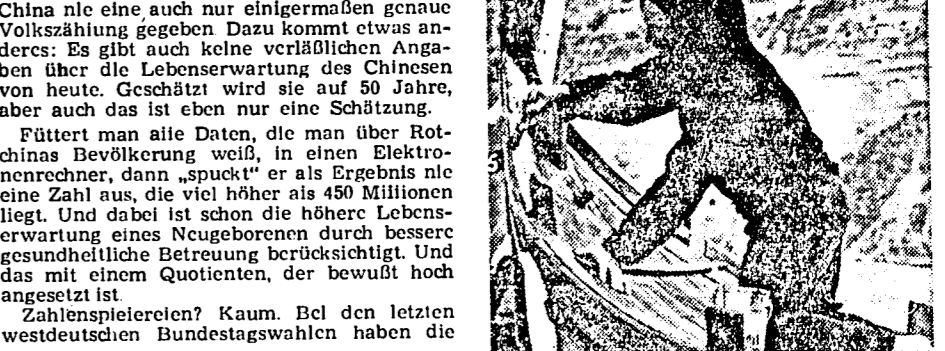 China nie eine auch nur einigermaßen genaue
Volkszählung gegeben. Dazu kommt etwas an-
deres: Es gibt auch keine verläßlichen Anga-
ben über die Lebenserwartung des Chinesen
von heute. Geschätzt wird sie auf 50 Jahre,
aber auch das ist eben nur eine Schätzung.
Füttert man alle Daten, die man über Rot-
chinas Bevölkerung weiß, in einen Elektro-
nenrechner, dann „spuckt“ er als Ergebnis nie
eine Zahl aus, die viel höher als 450 Millionen
liegt. Und dabei ist schon die höhere Lebens-
erwartung eines Neugeborenen durch bessere
gesundheitliche Betreuung berücksichtigt. Und
das mit einem Quotienten, der bewußt hoch
angesetzt ist.
Zahlenspielereien? Kaum. Bei den letzten
westdeutschen Bundestagswahlen haben die